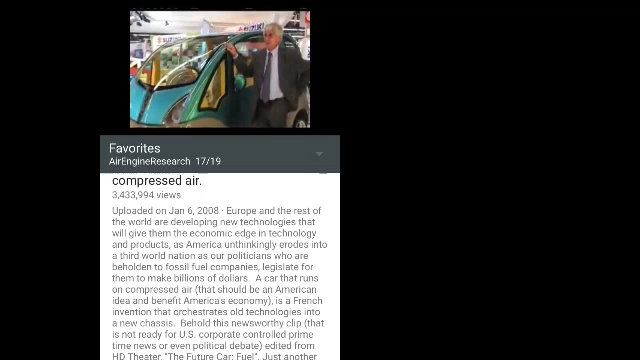 SUZUKI
Favorites
AirEngineResearch 17/19
compressed air.
3,433,994 views
Uploaded on Jan 6, 2008 · Europe and the rest of
the world are developing new technologies that
will give them the economic edge in technology
and products, as America unthinkingly erodes into
a third world nation as our politicians who are
beholden to fossil fuel companies, legislate for
them to make billions of dollars. A car that runs
on compressed air (that should be an American
idea and benefit America's economy), is a French
invention that orchestrates old technologies into
a new chassis. Behold this newsworthy clip (that
is not ready for U.S. corporate controlled prime
time news or even political debate) edited from
HD Theater, "The Future Car: Fuel". Just another